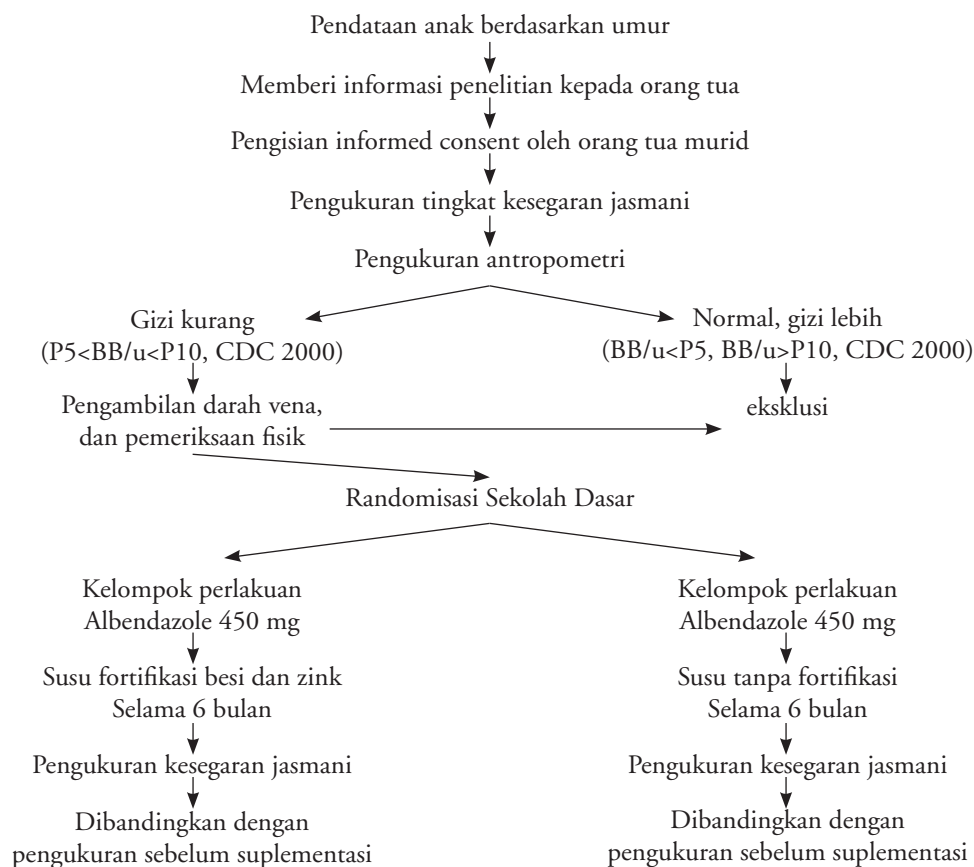 Pendataan anak berdasarkan umur
Memberi informasi penelitian kepada orang tua
Pengisian informed consent oleh orang tua murid
Pengukuran tingkat kesegaran jasmani
Pengukuran antropometri
Gizi kurang
(P5<BB/u<P10, CDC 2000)
Normal, gizi lebih
(BB/u<P5, BB/u>P10, CDC 2000)
Pengambilan darah vena,
dan pemeriksaan fisik
eksklusi
Randomisasi Sekolah Dasar
Kelompok perlakuan
Albendazole 450 mg
Susu fortifikasi besi dan zink
Selama 6 bulan
Pengukuran kesegaran jasmani
Dibandingkan dengan
pengukuran sebelum suplementasi
Kelompok perlakuan
Albendazole 450 mg
Susu tanpa fortifikasi
Selama 6 bulan
Pengukuran kesegaran jasmani
Dibandingkan dengan
pengukuran sebelum suplementasi